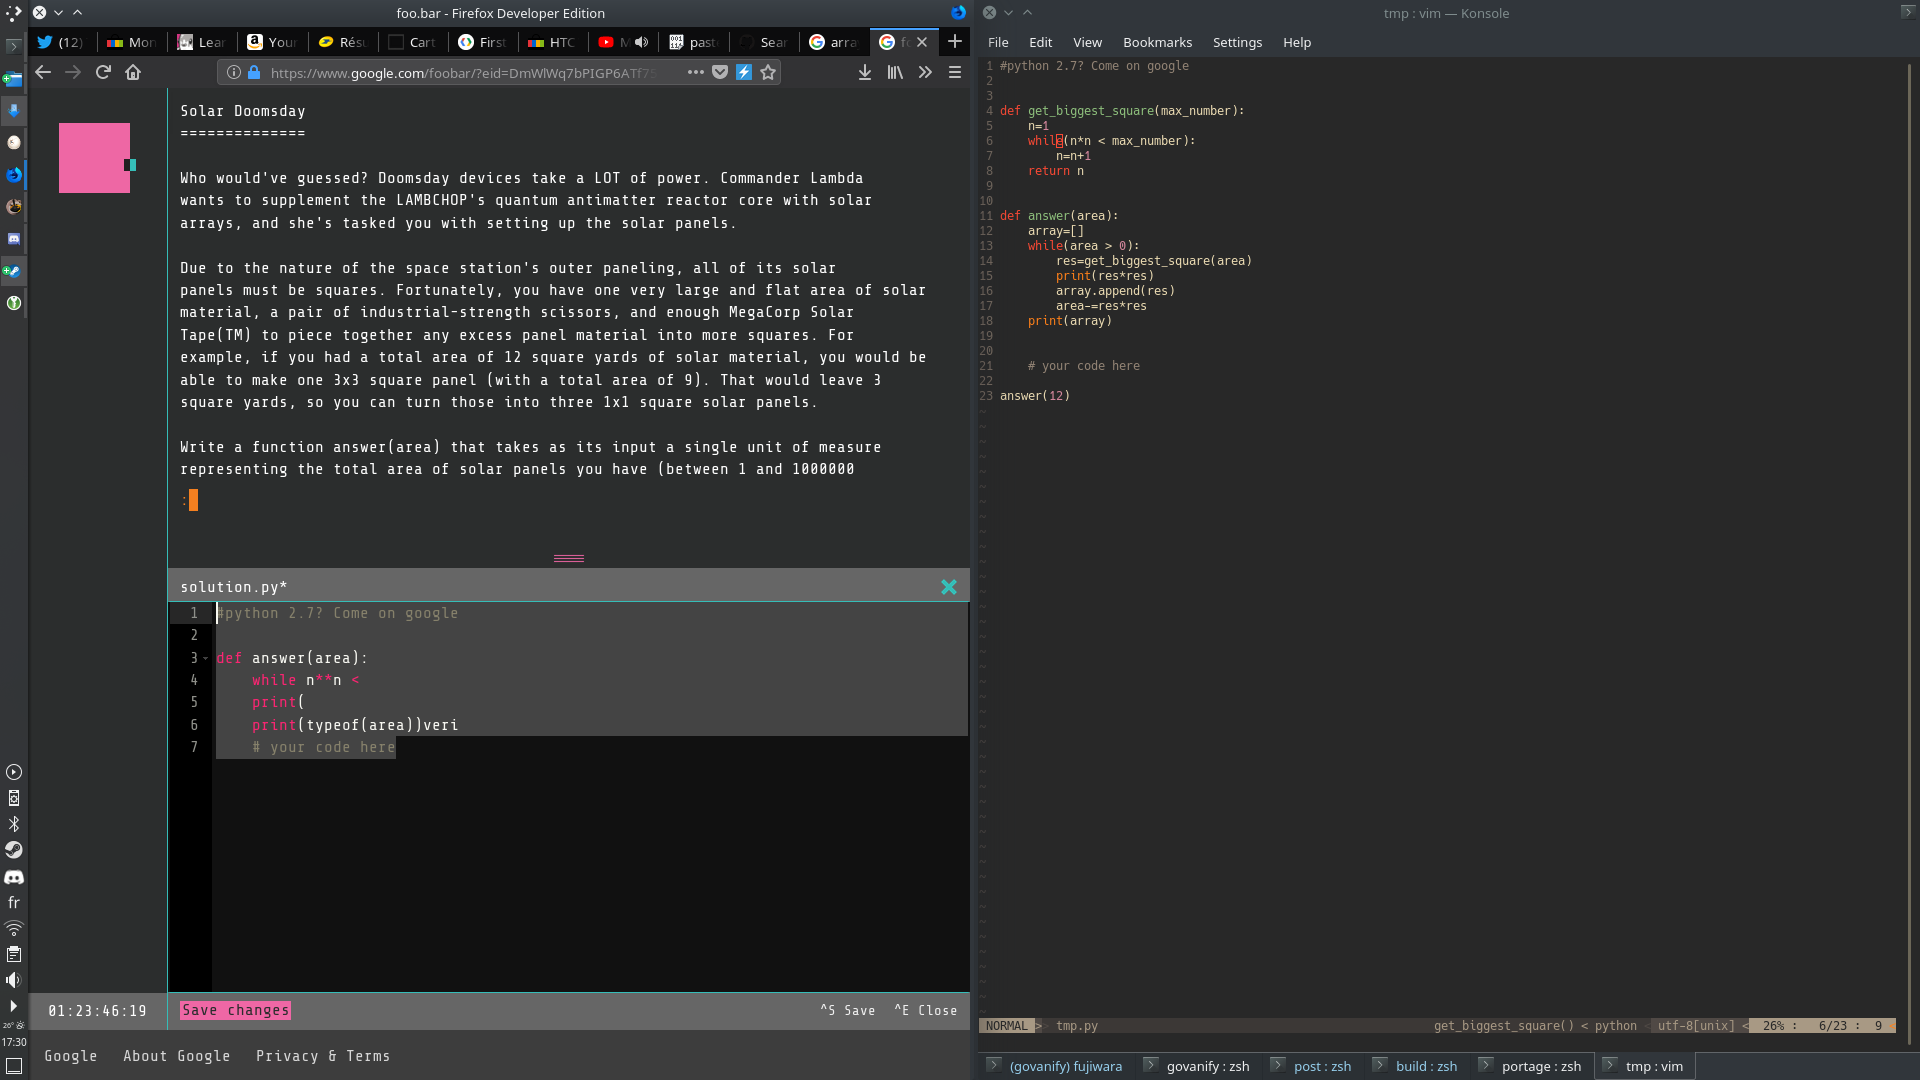 foo.bar - Firefox Developer Edition
(12) Mon Lear Your Résu Cart First HTC M past Sear arra fo
https://www.google.com/foobar/?eid=DmWlWq7bPIGP6ATf75
Solar Doomsday
==============
Who would've guessed? Doomsday devices take a LOT of power. Commander Lambda
wants to supplement the LAMBCHOP's quantum antimatter reactor core with solar
arrays, and she's tasked you with setting up the solar panels.
Due to the nature of the space station's outer paneling, all of its solar
panels must be squares. Fortunately, you have one very large and flat area of solar
material, a pair of industrial-strength scissors, and enough MegaCorp Solar
Tape(TM) to piece together any excess panel material into more squares. For
example, if you had a total area of 12 square yards of solar material, you would be
able to make one 3x3 square panel (with a total area of 9). That would leave 3
square yards, so you can turn those into three 1x1 square solar panels.
Write a function answer(area) that takes as its input a single unit of measure
representing the total area of solar panels you have (between 1 and 1000000
:
solution.py*
1 #python 2.7? Come on google
2
3 def answer(area):
4     while n**n <
5     print(
6     print(typeof(area))veri
7     # your code here
01:23:46:19 Save changes ^S Save ^E Close
Google About Google Privacy & Terms
fr
26°
17:30
tmp : vim — Konsole
File Edit View Bookmarks Settings Help
1 #python 2.7? Come on google
2
3
4 def get_biggest_square(max_number):
5     n=1
6     while(n*n < max_number):
7         n=n+1
8     return n
9
10
11 def answer(area):
12     array=[]
13     while(area > 0):
14         res=get_biggest_square(area)
15         print(res*res)
16         array.append(res)
17         area-=res*res
18     print(array)
19
20
21     # your code here
22
23 answer(12)
NORMAL > tmp.py get_biggest_square() < python utf-8[unix] < 26% : 6/23 : 9
(govanify) fujiwara govanify : zsh post : zsh build : zsh portage : zsh tmp : vim